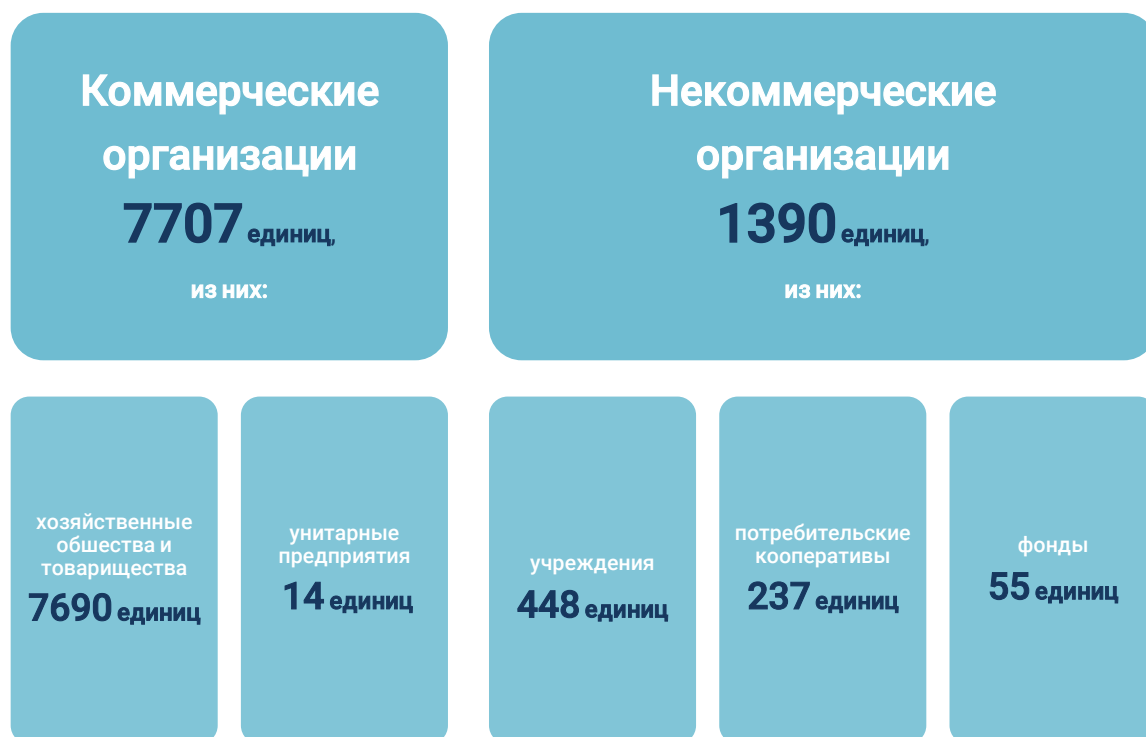 Коммерческие
организации
7707 единиц,
из них:
Некоммерческие
организации
1390 единиц,
из них:
хозяйственные
обшества и
товарищества
7690 единиц
унитарные
предприятия
14 единиц
учреждения
448 единиц
потребительские
кооперативы
237 единиц
фонды
55 единиц